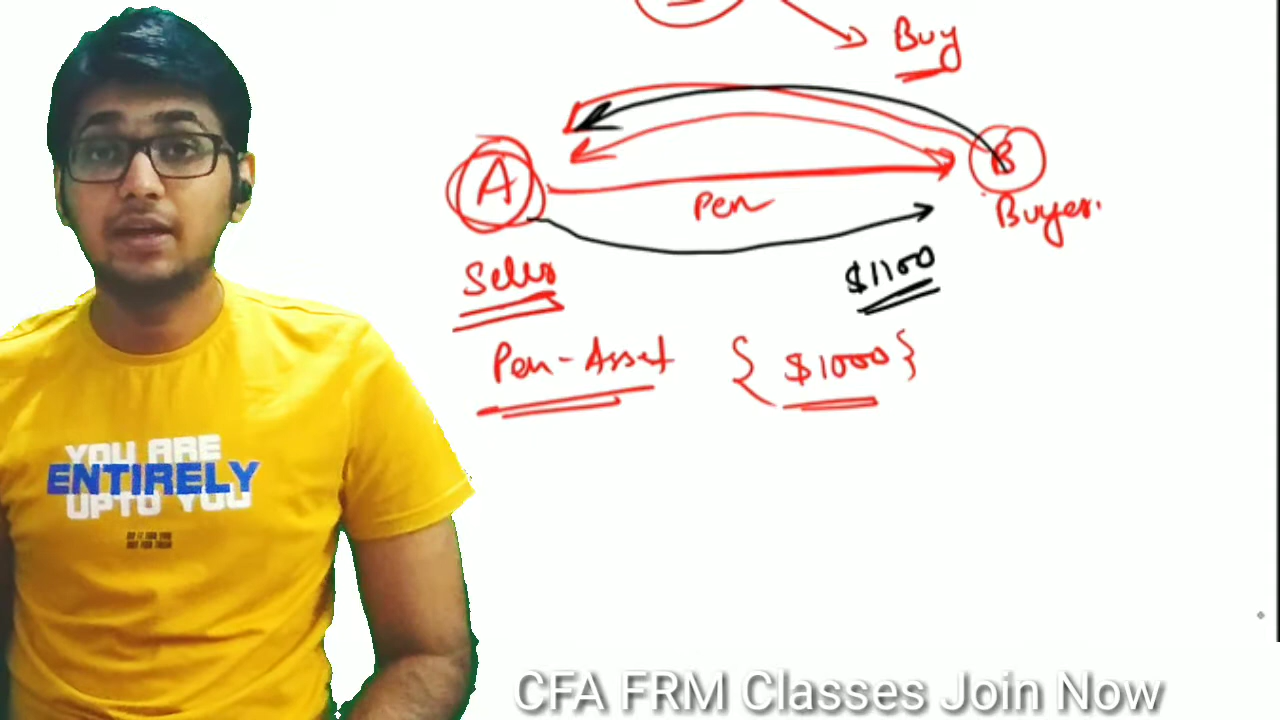 Buy
A
B
Pen
Buyer.
Seller
$1100
Pen-Asset { $1000 }
YOU ARE
ENTIRELY
UPTO YOU
CFA FRM Classes Join Now